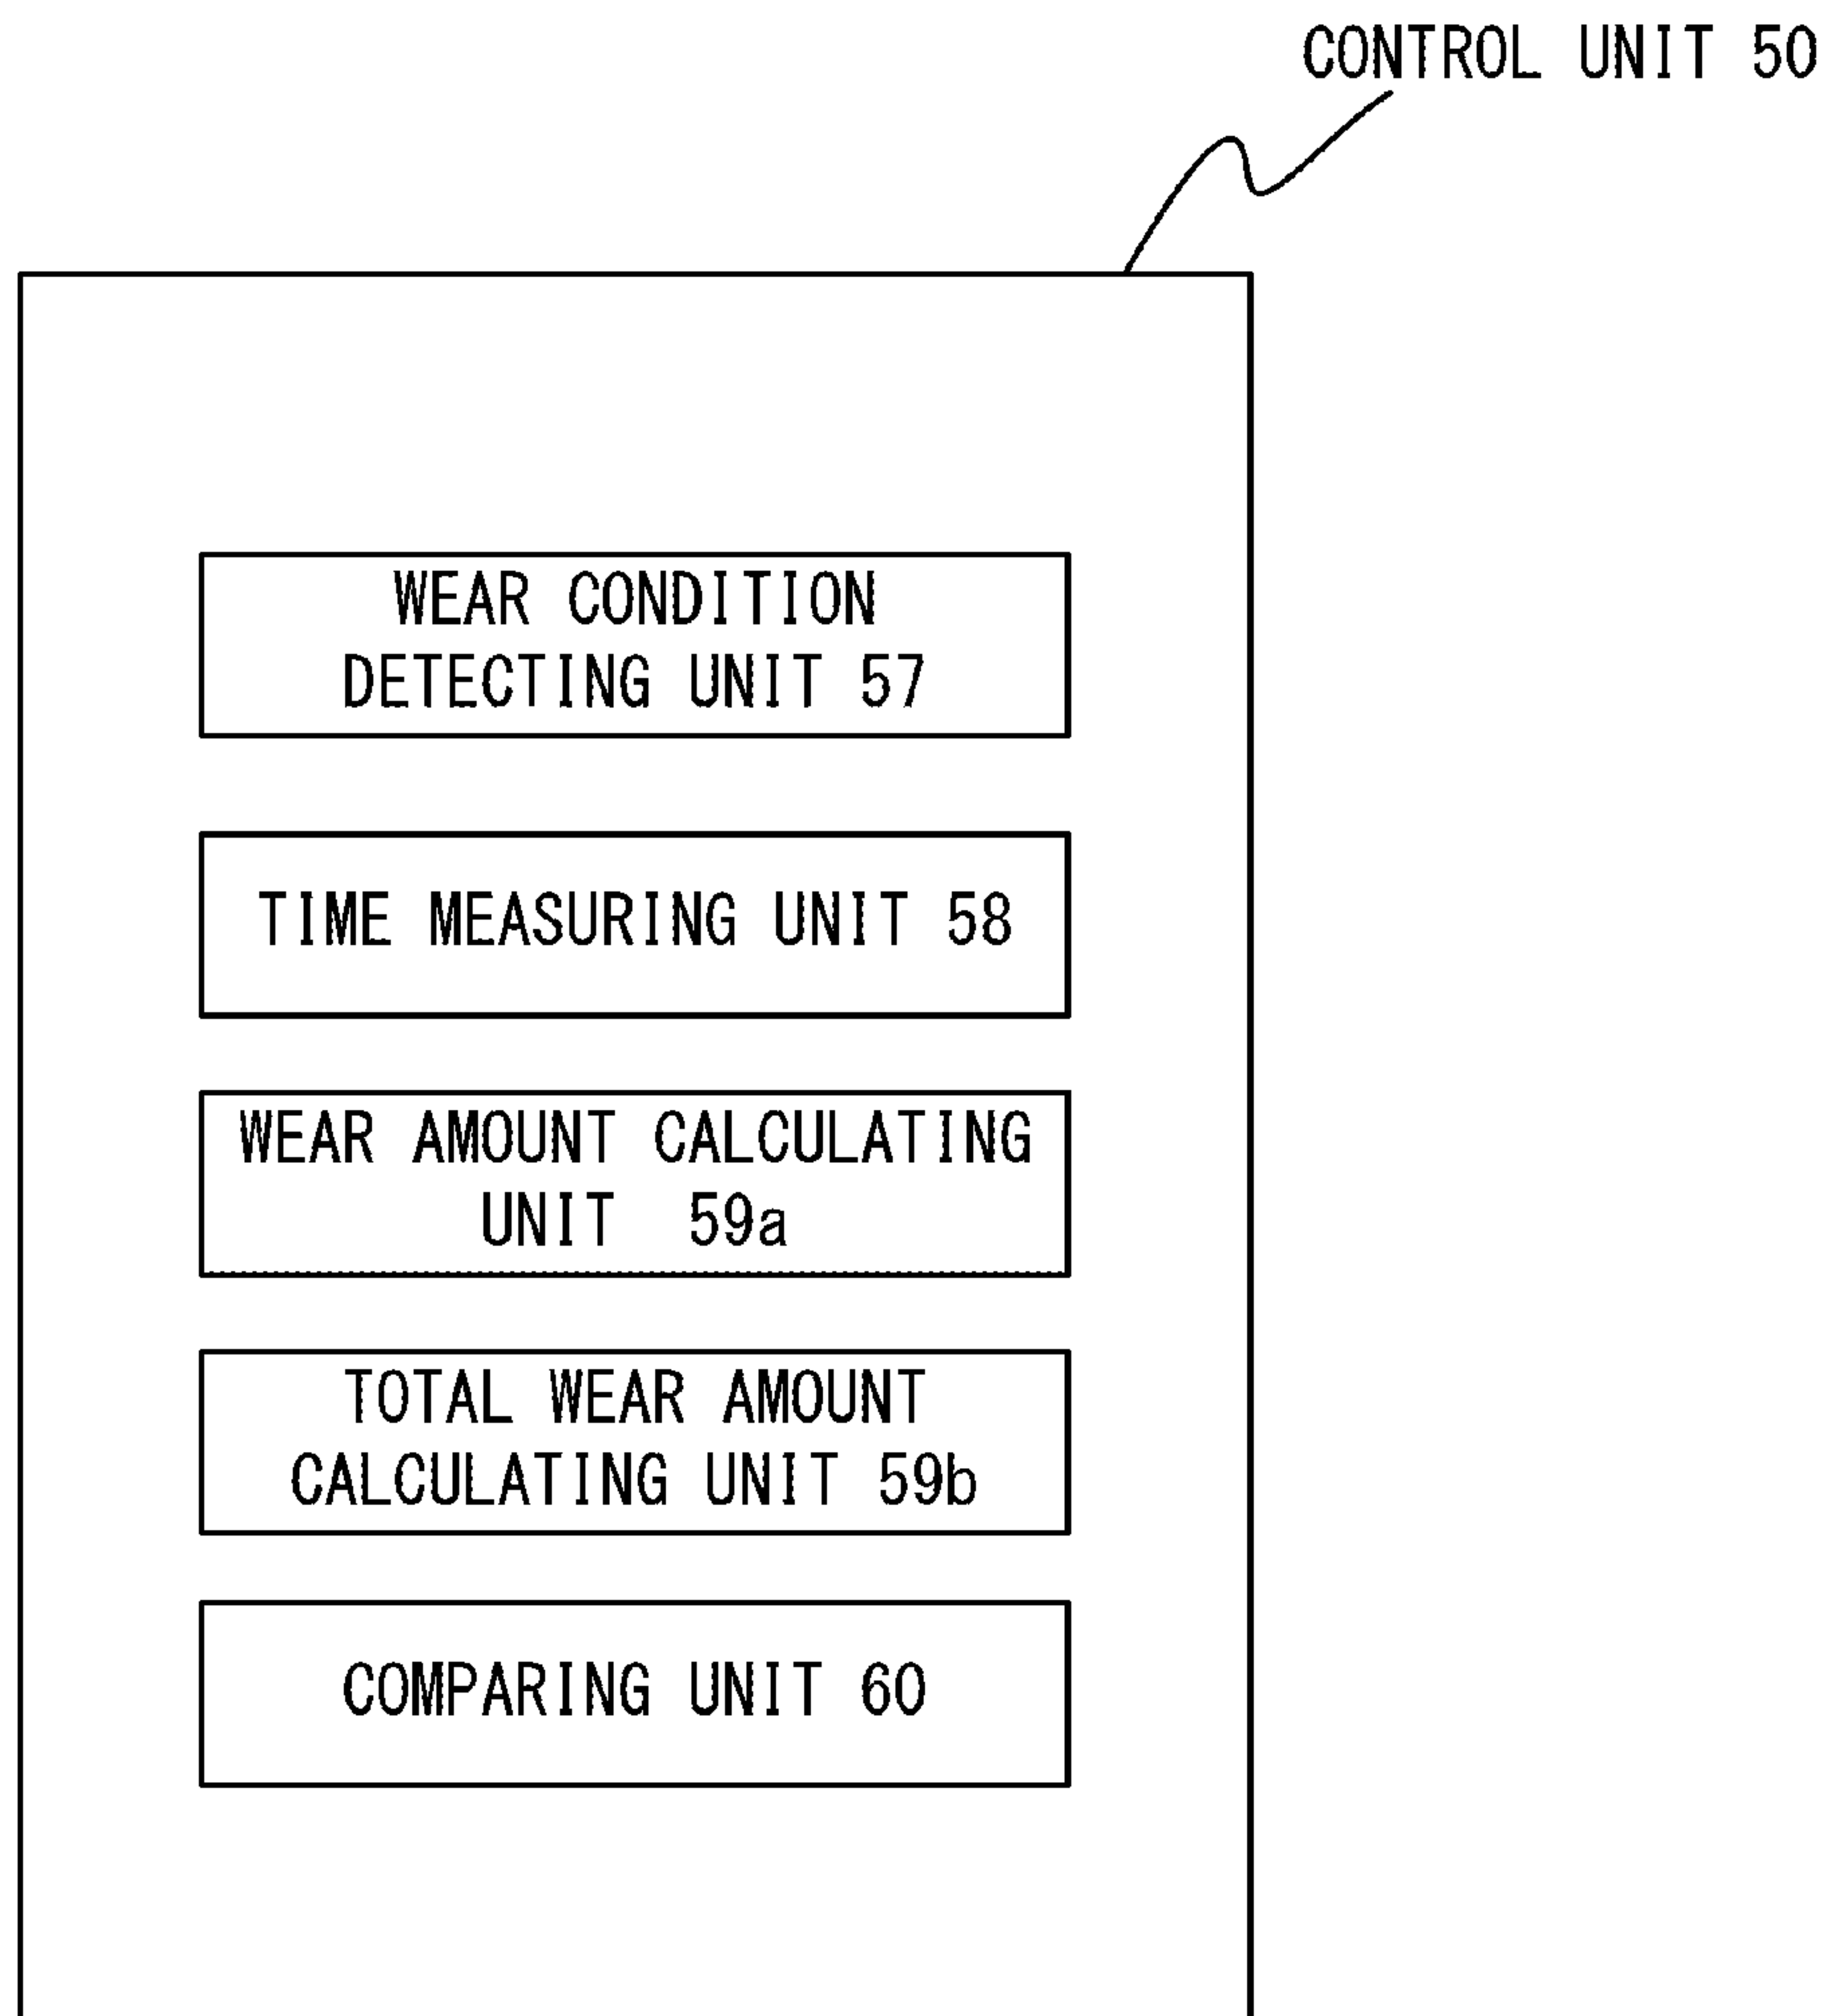 CONTROL UNIT 50
WEAR CONDITION
DETECTING UNIT 57
TIME MEASURING UNIT 58
WEAR AMOUNT CALCULATING
UNIT 59a
TOTAL WEAR AMOUNT
CALCULATING UNIT 59b
COMPARING UNIT 60